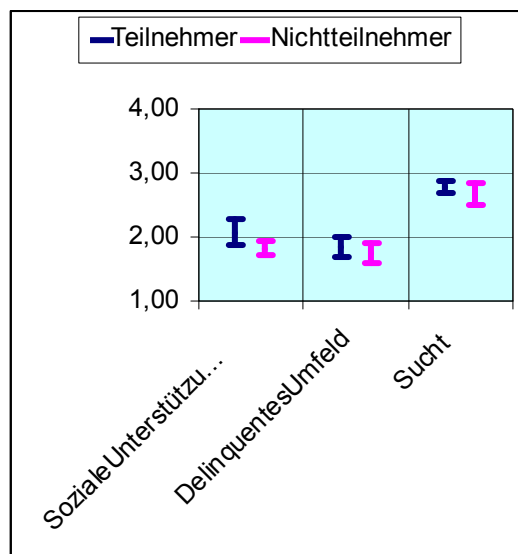 Teilnehmer Nichtteilnehmer
4,00
3,00
2,00
1,00
SozialeUnterstützu...
DelinquentesUmfeld
Sucht